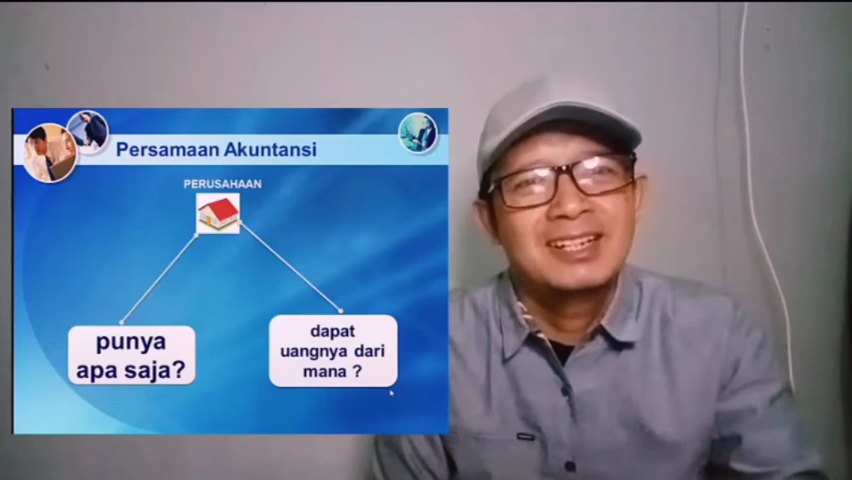 Persamaan Akuntansi
PERUSAHAAN
punya
apa saja?
dapat
uangnya dari
mana ?